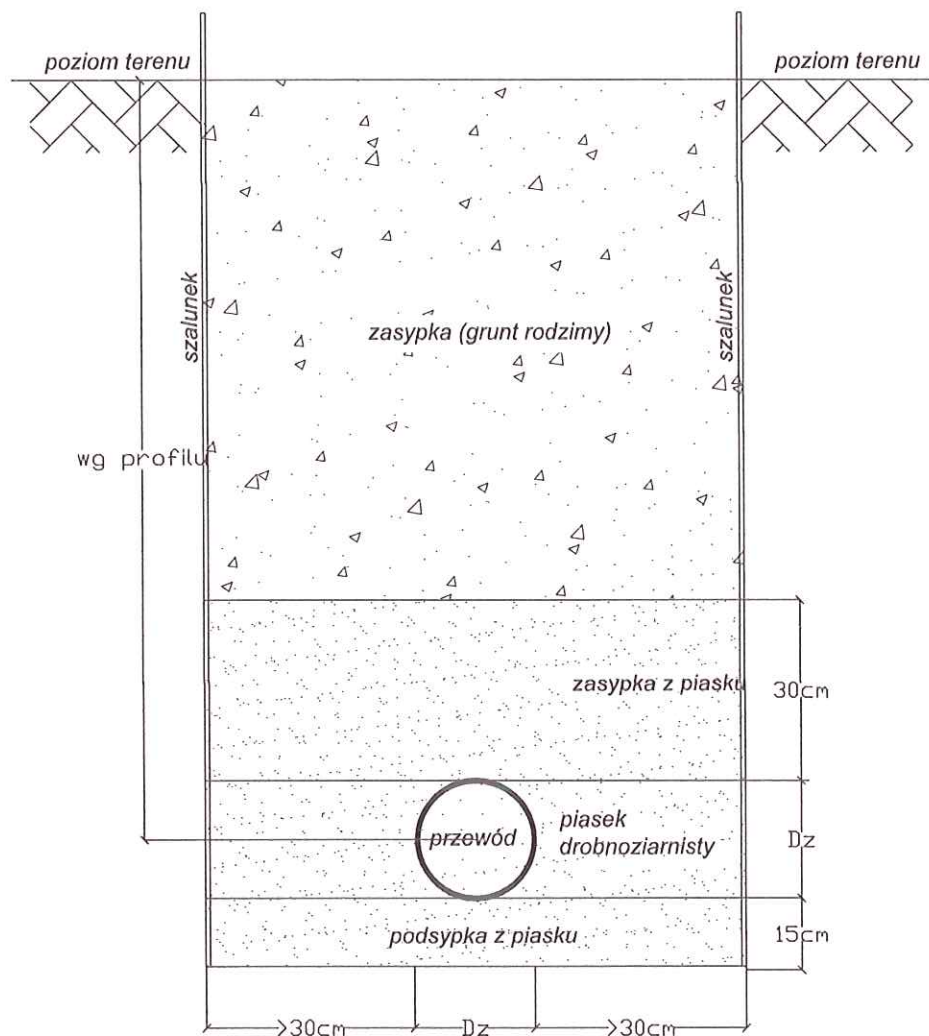 poziom terenu
poziom terenu
szalunek
szalunek
zasypka (grunt rodzimy)
wg profilu
zasypka z piasku
30cm
przewód
piasek
drobnoziarnisty
Dz
podsypka z piasku
15cm
>30cm
Dz
>30cm